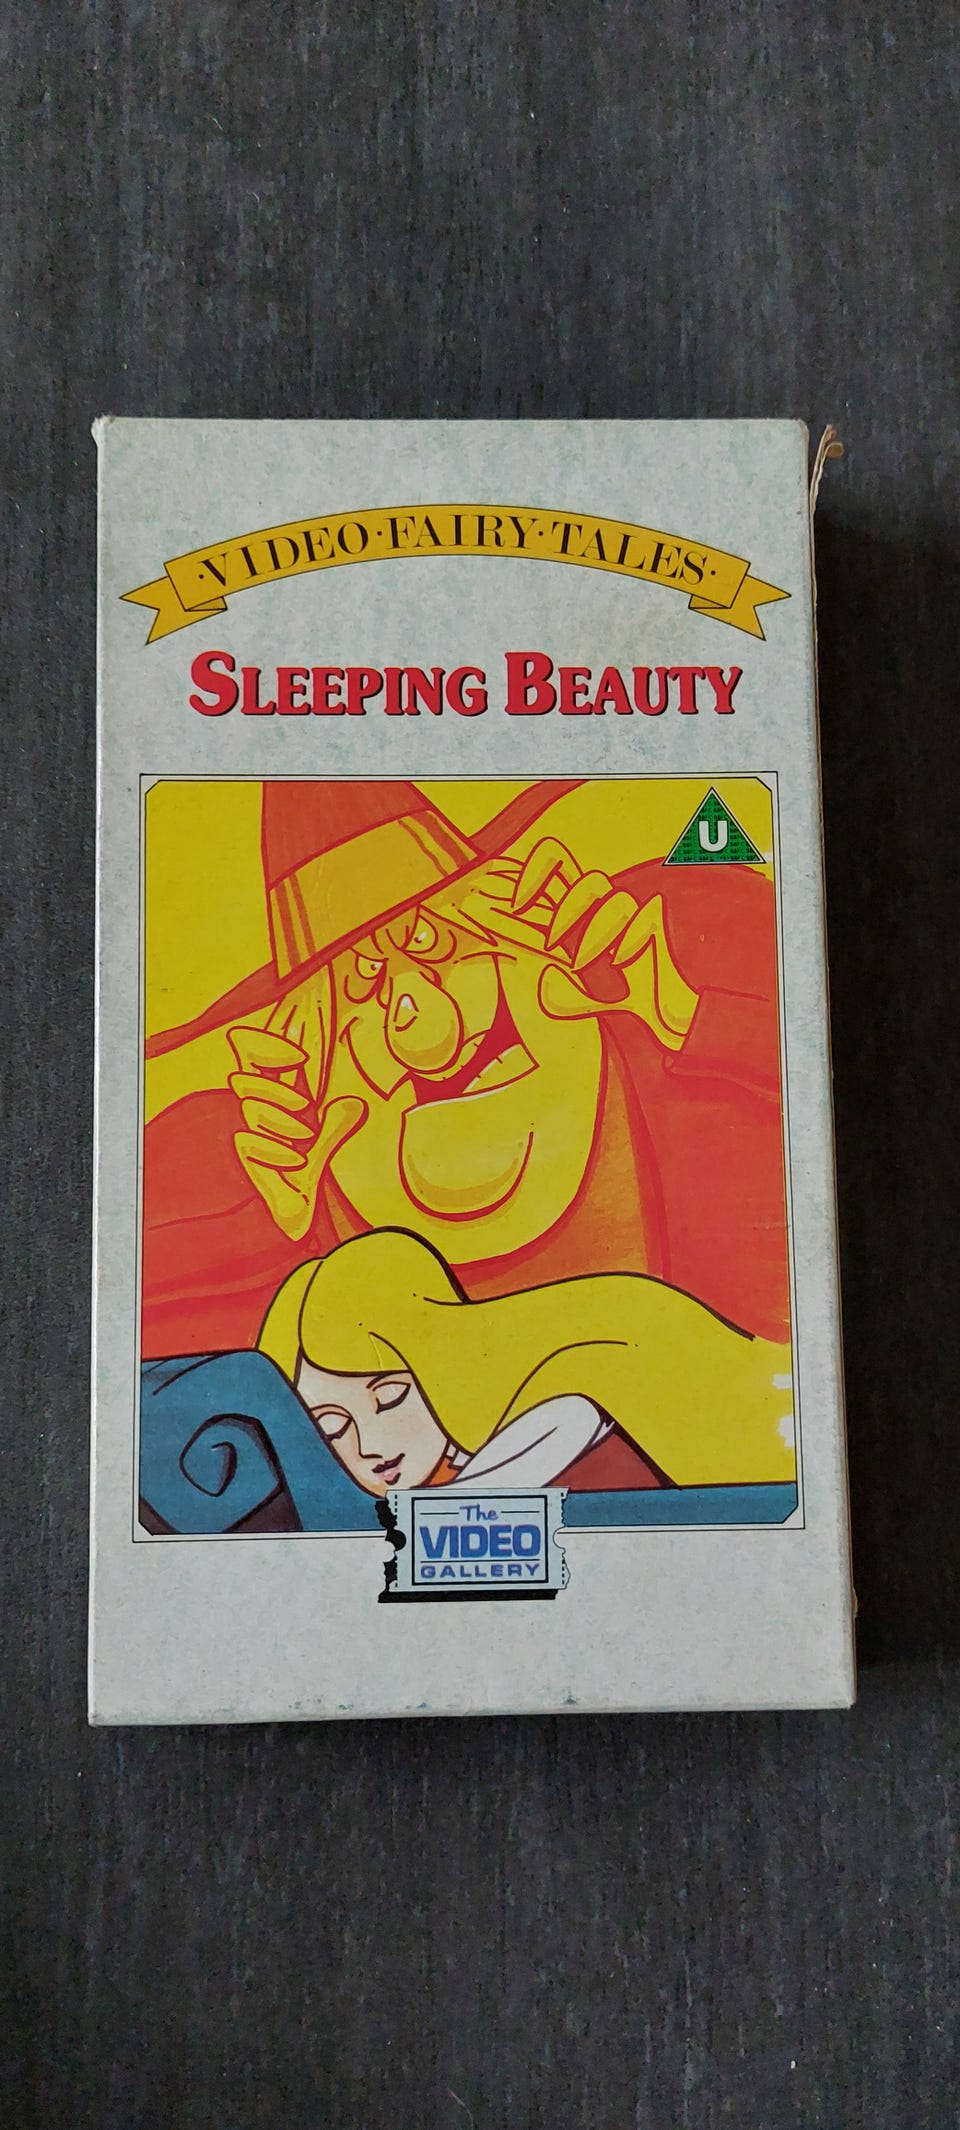 ·VIDEO·FAIRY·TALES·
SLEEPING BEAUTY
U
The
VIDEO
GALLERY